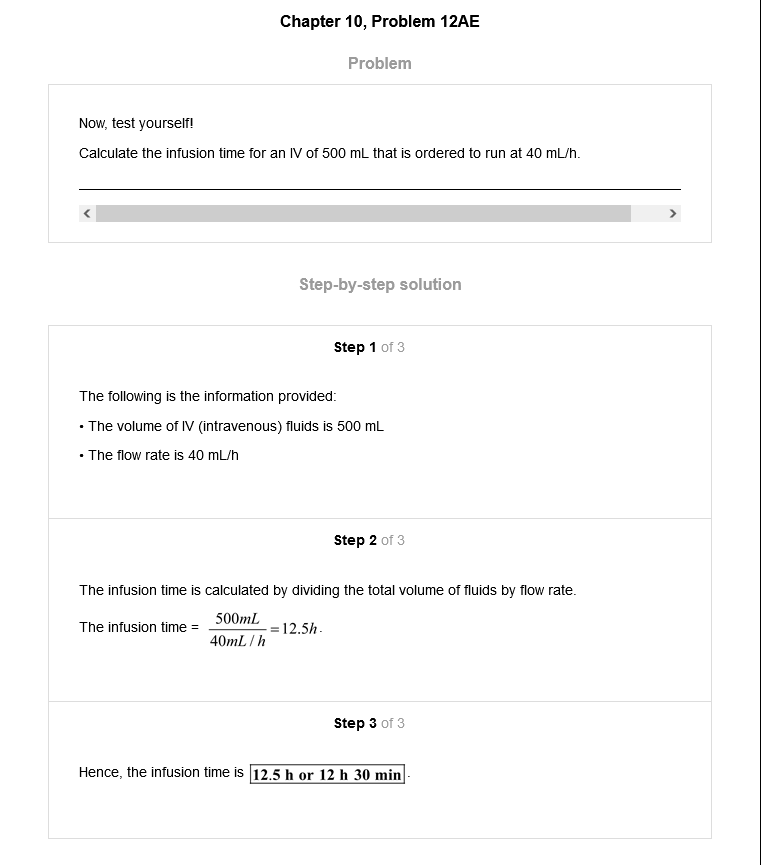 Chapter 10, Problem 12AE
Problem
Now, test yourself!
Calculate the infusion time for an IV of 500 mL that is ordered to run at 40 mL/h.
Step-by-step solution
Step 1 of 3
The following is the information provided:
• The volume of IV (intravenous) fluids is 500 mL
• The flow rate is 40 mL/h
Step 2 of 3
The infusion time is calculated by dividing the total volume of fluids by flow rate.
The infusion time = 500mL / 40mL / h = 12.5h.
Step 3 of 3
Hence, the infusion time is 12.5 h or 12 h 30 min.